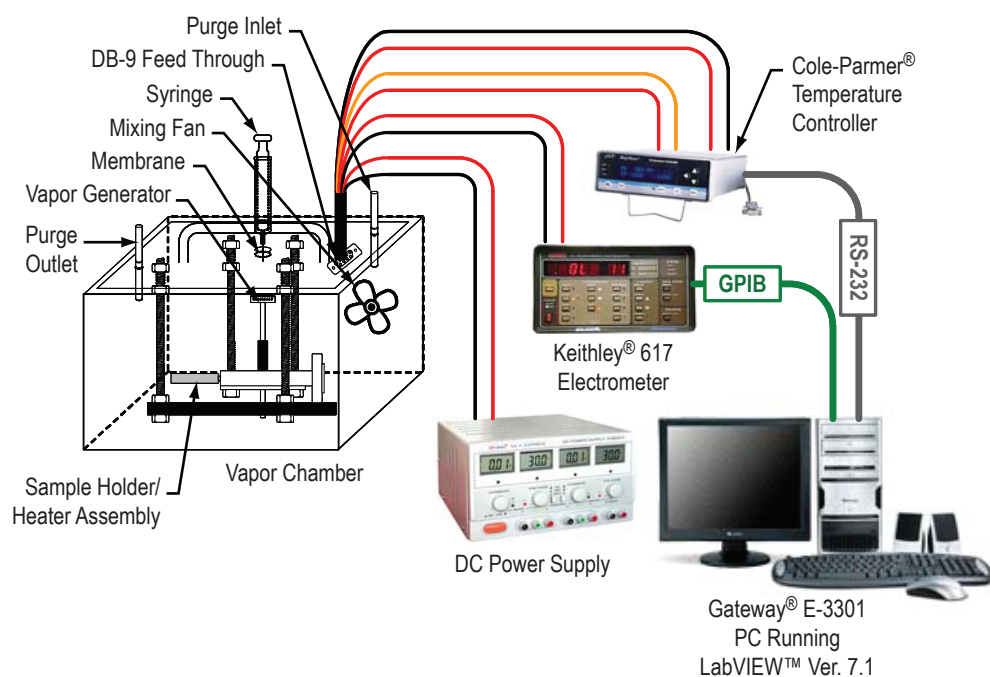 Purge Inlet
DB-9 Feed Through
Syringe
Mixing Fan
Membrane
Vapor Generator
Purge
Outlet
Cole-Parmer®
Temperature
Controller
RS-232
GPIB
OL 11
Keithley® 617
Electrometer
Sample Holder/
Heater Assembly
Vapor Chamber
0.01 30.0 0.01 30.0
DC Power Supply
Gateway® E-3301
PC Running
LabVIEW™ Ver. 7.1